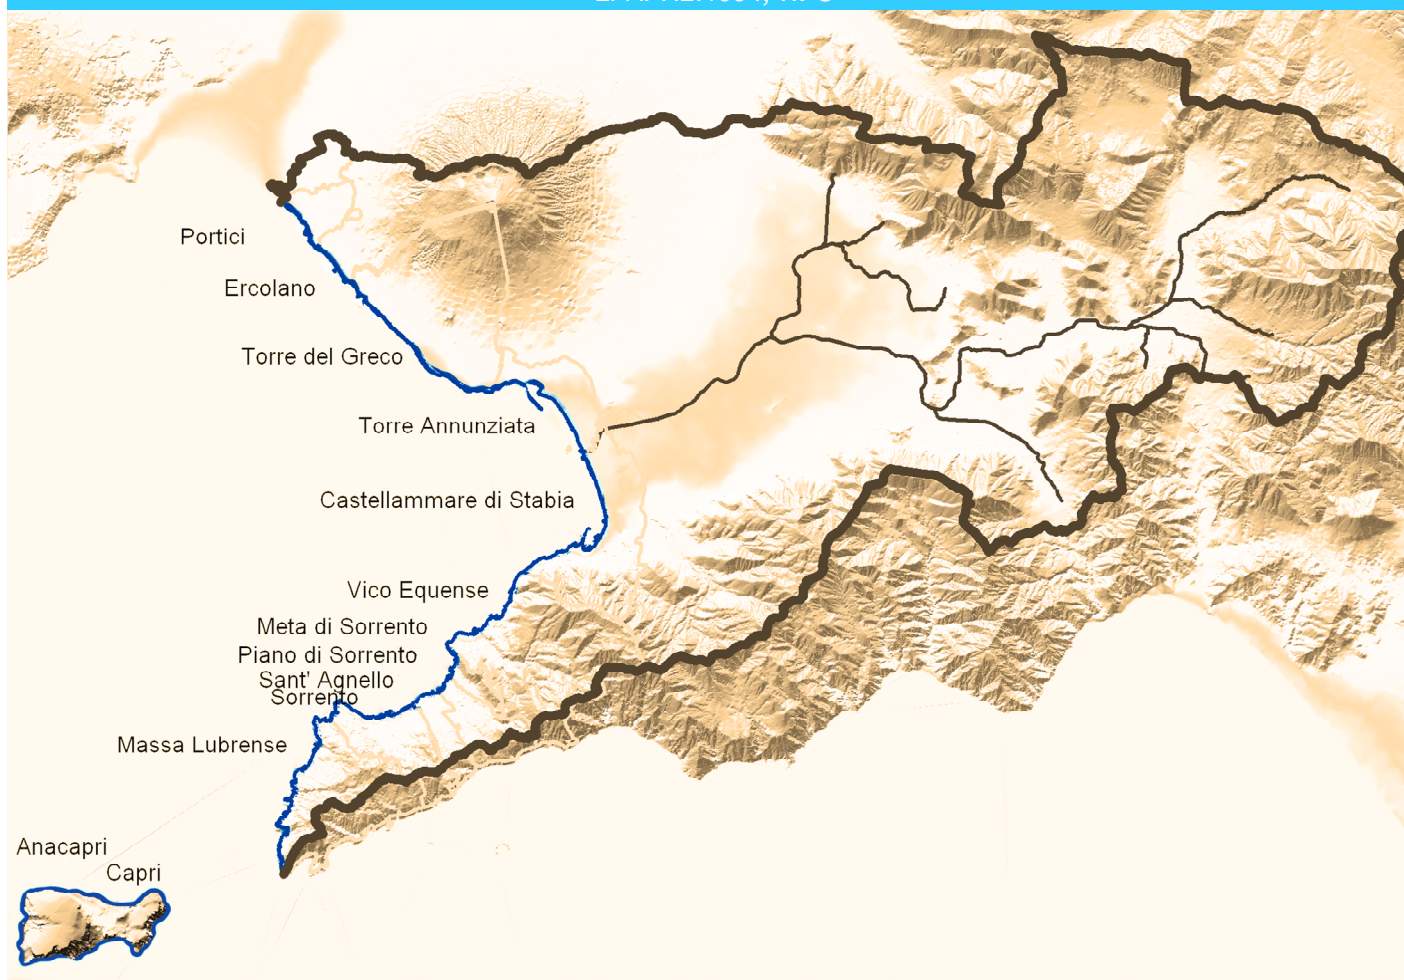 Portici
Ercolano
Torre del Greco
Torre Annunziata
Castellammare di Stabia
Vico Equense
Meta di Sorrento
Piano di Sorrento
Sant' Agnello
Sorrento
Massa Lubrense
Anacapri
Capri